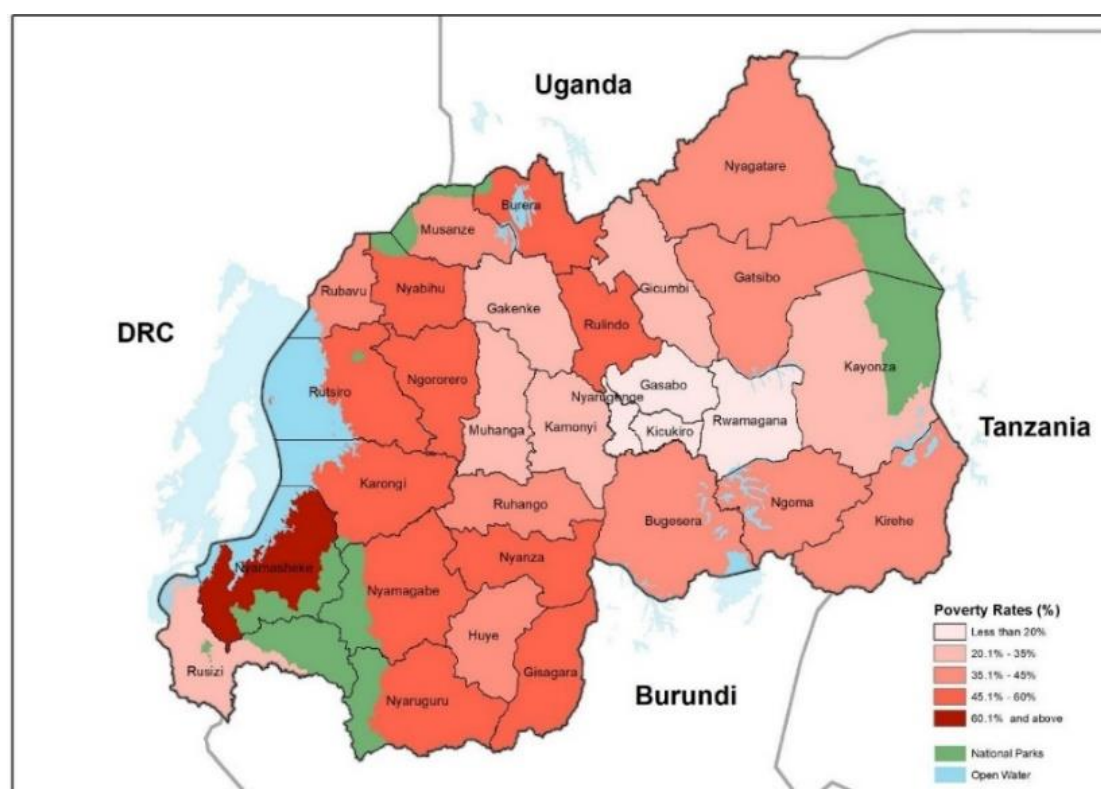 Uganda
Nyagatare
Burera
Musanze
Gatsibo
Rubavu
Nyabihu
Gicumbi
Gakenke
Rulindo
DRC
Kayonza
Gasabo
Ngororero
Rutsiro
Nyarugenge
Tanzania
Muhanga
Kamonyi
Kicukiro
Rwamagana
Karongi
Ruhango
Ngoma
Bugesera
Kirehe
Nyanza
Nyamasheke
Nyamagabe
Huye
Rusizi
Gisagara
Burundi
Nyaruguru
Poverty Rates (%)
Less than 20%
20.1% - 35%
35.1% - 45%
45.1% - 60%
60.1% and above
National Parks
Open Water